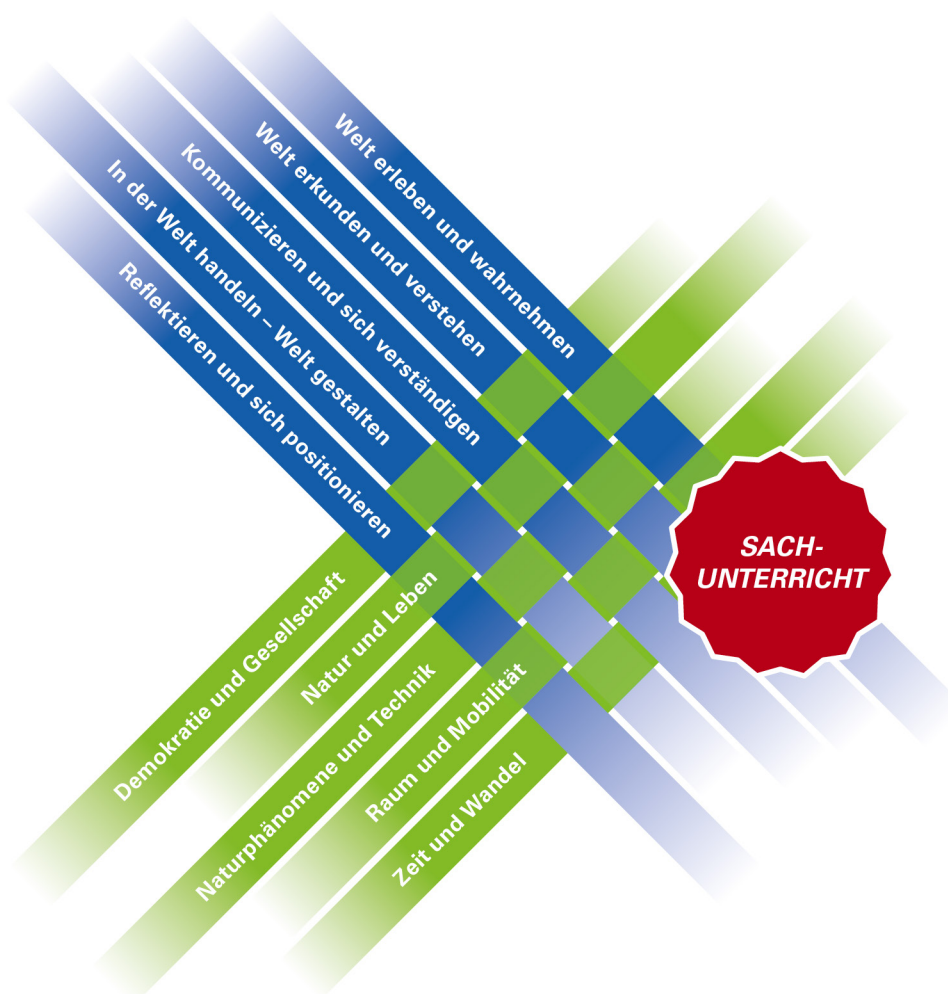 Welt erleben und wahrnehmen
Welt erkunden und verstehen
Kommunizieren und sich verständigen
In der Welt handeln – Welt gestalten
Reflektieren und sich positionieren
SACH-
UNTERRICHT
Demokratie und Gesellschaft
Natur und Leben
Naturphänomene und Technik
Raum und Mobilität
Zeit und Wandel